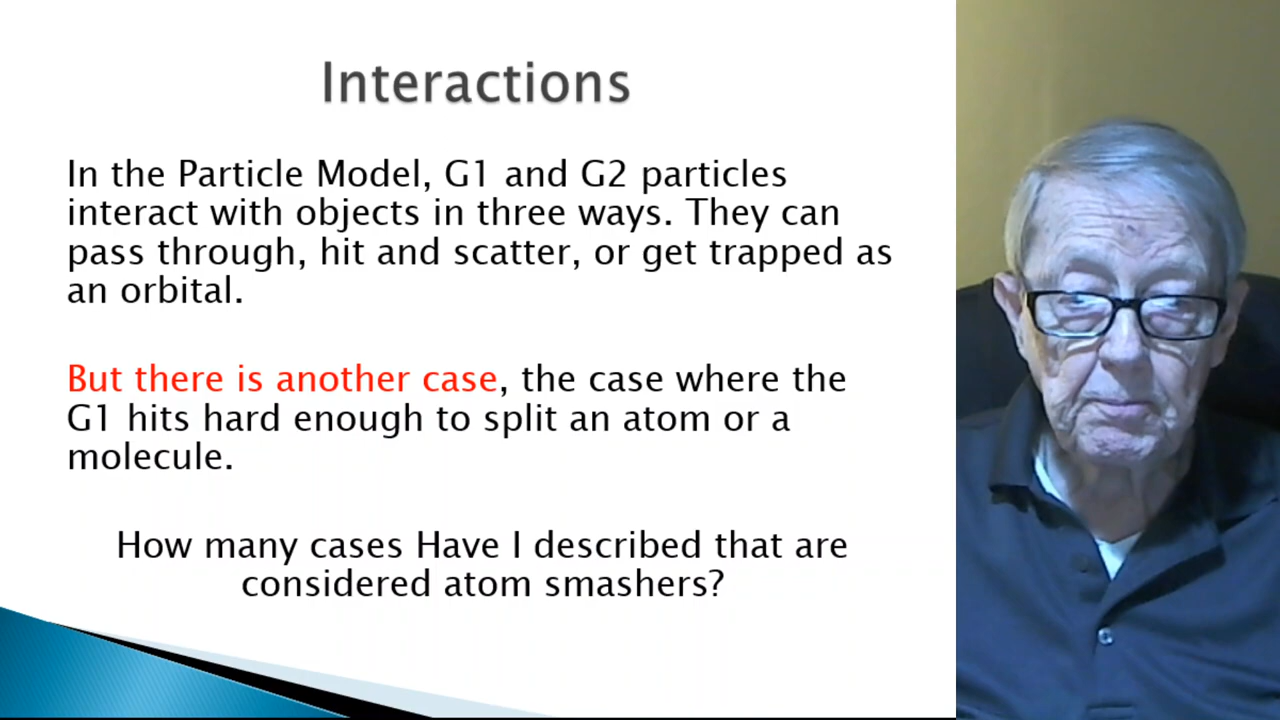 Interactions
In the Particle Model, G1 and G2 particles
interact with objects in three ways. They can
pass through, hit and scatter, or get trapped as
an orbital.
But there is another case, the case where the
G1 hits hard enough to split an atom or a
molecule.
How many cases Have I described that are
considered atom smashers?